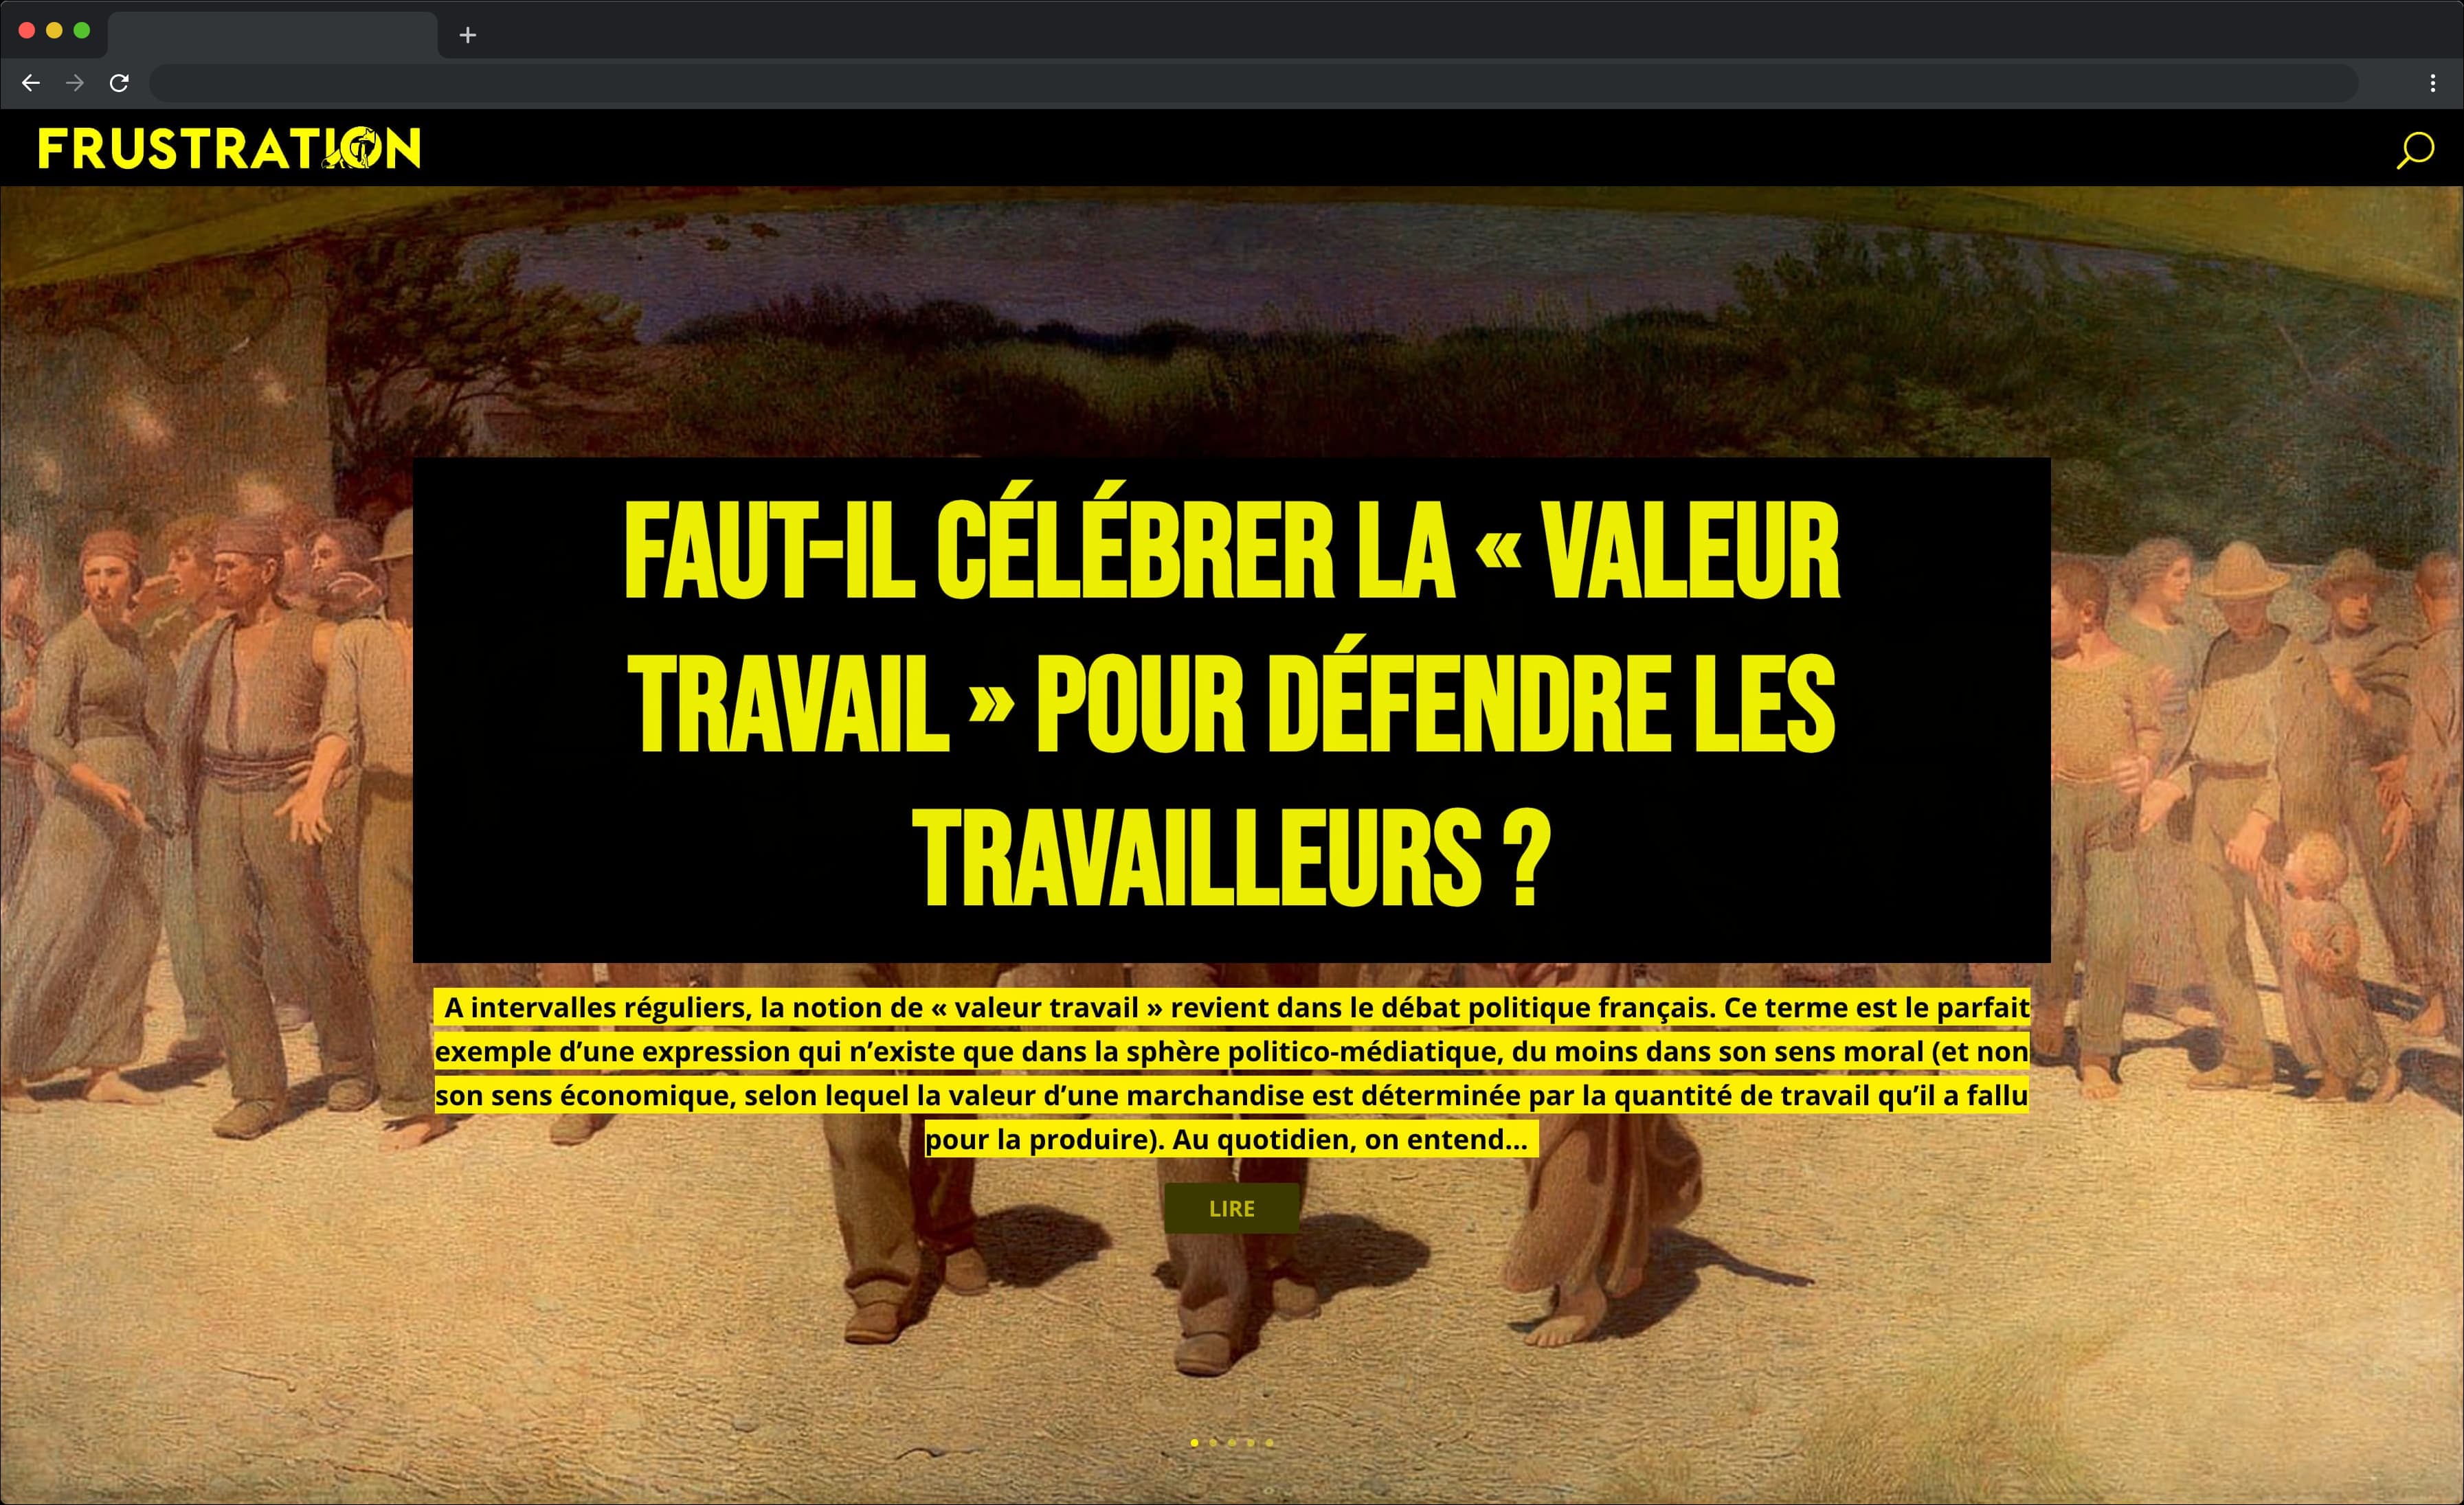 FRUSTRATION
FAUT-IL CÉLÉBRER LA « VALEUR
TRAVAIL » POUR DÉFENDRE LES
TRAVAILLEURS ?
A intervalles réguliers, la notion de « valeur travail » revient dans le débat politique français. Ce terme est le parfait
exemple d’une expression qui n’existe que dans la sphère politico-médiatique, du moins dans son sens moral (et non
son sens économique, selon lequel la valeur d’une marchandise est déterminée par la quantité de travail qu’il a fallu
pour la produire). Au quotidien, on entend...
LIRE